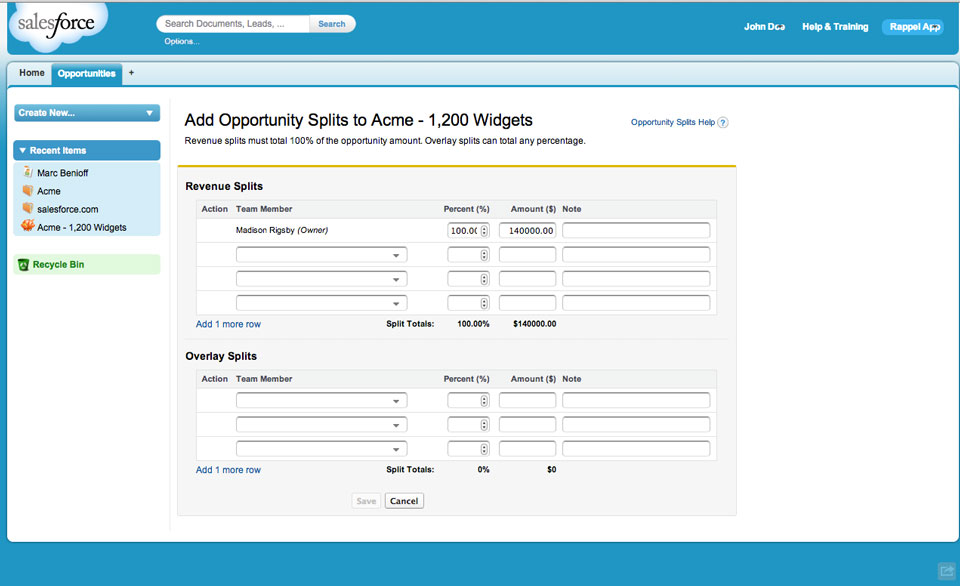 salesforce
Search Documents, Leads, ...
Search
Options...
John
Help & Training
Rappel App
Home
Opportunities
+
Create New...
Recent Items
Marc Benioff
Acme
salesforce.com
Acme - 1,200 Widgets
Recycle Bin
Add Opportunity Splits to Acme - 1,200 Widgets
Opportunity Splits Help ?
Revenue splits must total 100% of the opportunity amount. Overlay splits can total any percentage.
Revenue Splits
Action Team Member Percent (%) Amount ($) Note
Madison Rigsby (Owner) 100.0( 140000.00
Add 1 more row Split Totals: 100.00% $140000.00
Overlay Splits
Action Team Member Percent (%) Amount ($) Note
Add 1 more row Split Totals: 0% $0
Save Cancel